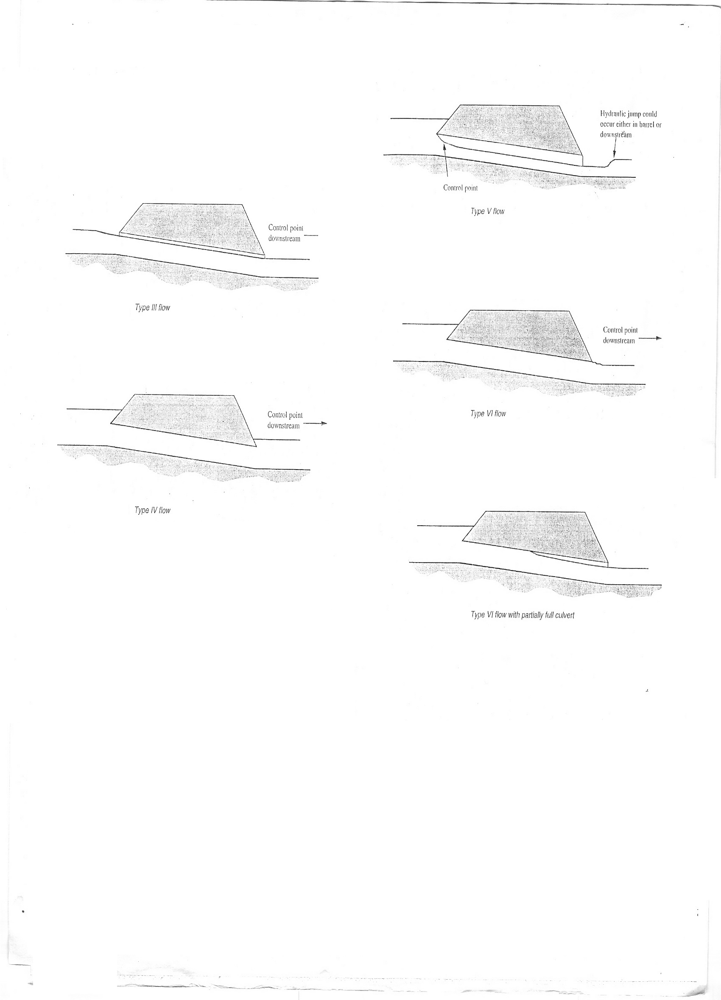 Control point
downstream
Type III flow
Control point
downstream
Type IV flow
Hydraulic jump could
occur either in barrel or
downstream
Control point
Type V flow
Control point
downstream
Type VI flow
Type VI flow with partially full culvert